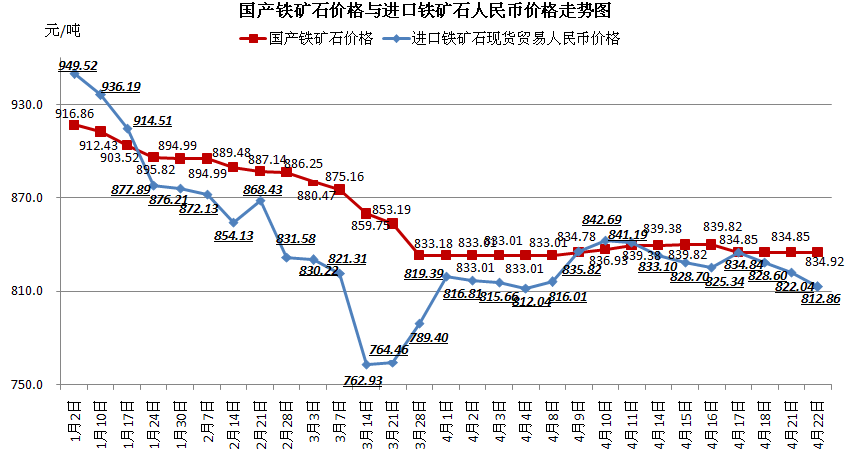 国产铁矿石价格与进口铁矿石人民币价格走势图
元/吨
国产铁矿石价格 进口铁矿石现货贸易人民币价格
930.0
870.0
810.0
750.0
949.52
936.19
914.51
916.86
912.43
903.52
895.82
894.99
894.99
889.48
887.14
886.25
880.47
875.16
859.75
853.19
833.18
833.01
833.01
833.01
833.01
833.01
834.78
836.93
839.38
839.38
839.82
839.82
834.85
834.85
834.92
877.89
876.21
872.13
854.13
868.43
831.58
830.22
821.31
762.93
764.46
789.40
819.39
816.81
815.66
812.04
816.01
835.82
842.69
841.19
833.10
828.70
825.34
834.84
828.60
822.04
812.86
1月2日
1月10日
1月17日
1月24日
1月30日
2月7日
2月14日
2月21日
2月28日
3月3日
3月7日
3月14日
3月21日
3月28日
4月1日
4月2日
4月3日
4月4日
4月8日
4月9日
4月10日
4月11日
4月14日
4月15日
4月16日
4月17日
4月18日
4月21日
4月22日